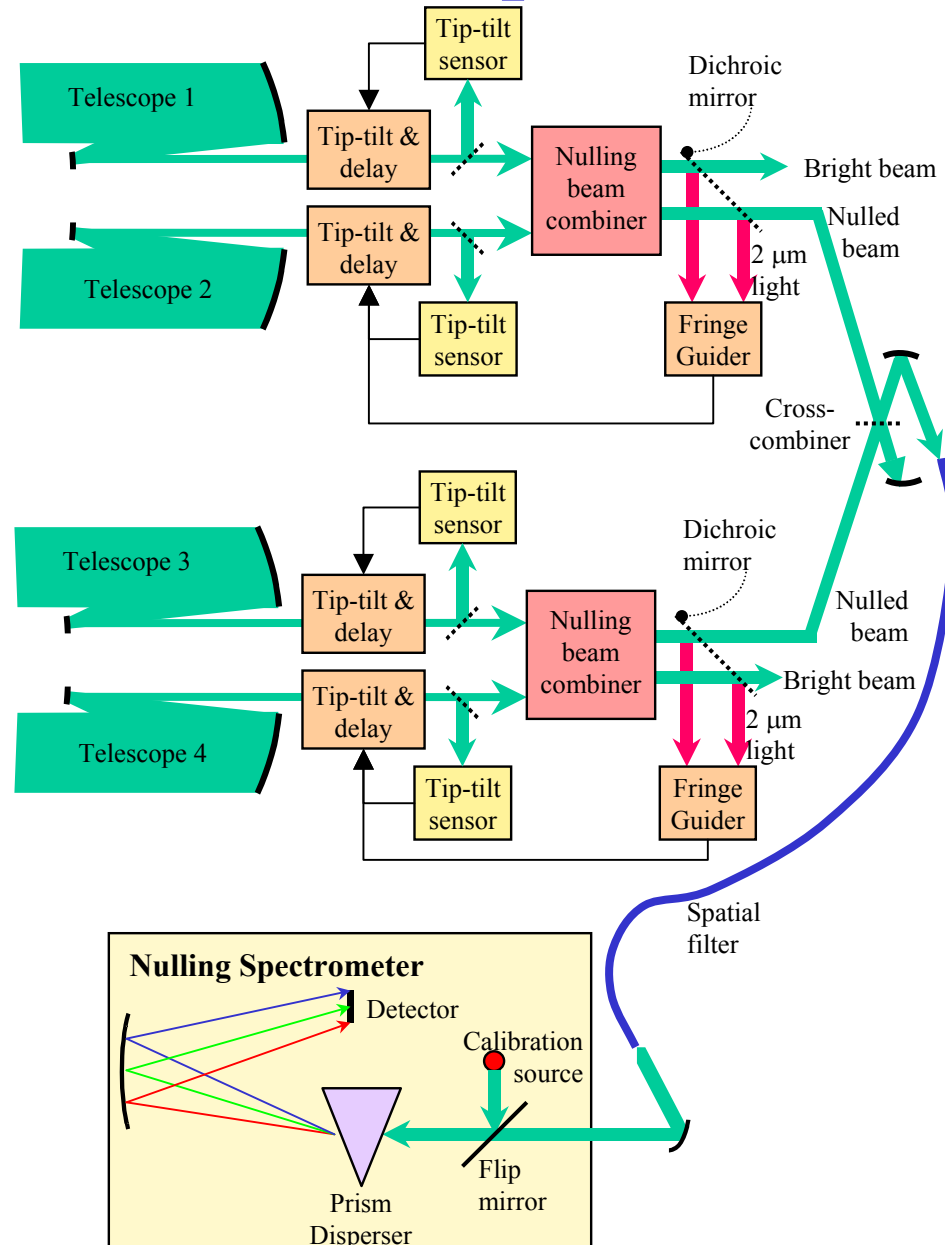 Tip-tilt
sensor
Telescope 1
Tip-tilt &
delay
Dichroic
mirror
Nulling
beam
combiner
Bright beam
Nulled
beam
Telescope 2
Tip-tilt &
delay
2 μm
light
Tip-tilt
sensor
Fringe
Guider
Cross-
combiner
Tip-tilt
sensor
Telescope 3
Tip-tilt &
delay
Dichroic
mirror
Nulling
beam
combiner
Nulled
beam
Bright beam
Telescope 4
Tip-tilt &
delay
2 μm
light
Tip-tilt
sensor
Fringe
Guider
Spatial
filter
Nulling Spectrometer
Detector
Calibration
source
Flip
mirror
Prism
Disperser